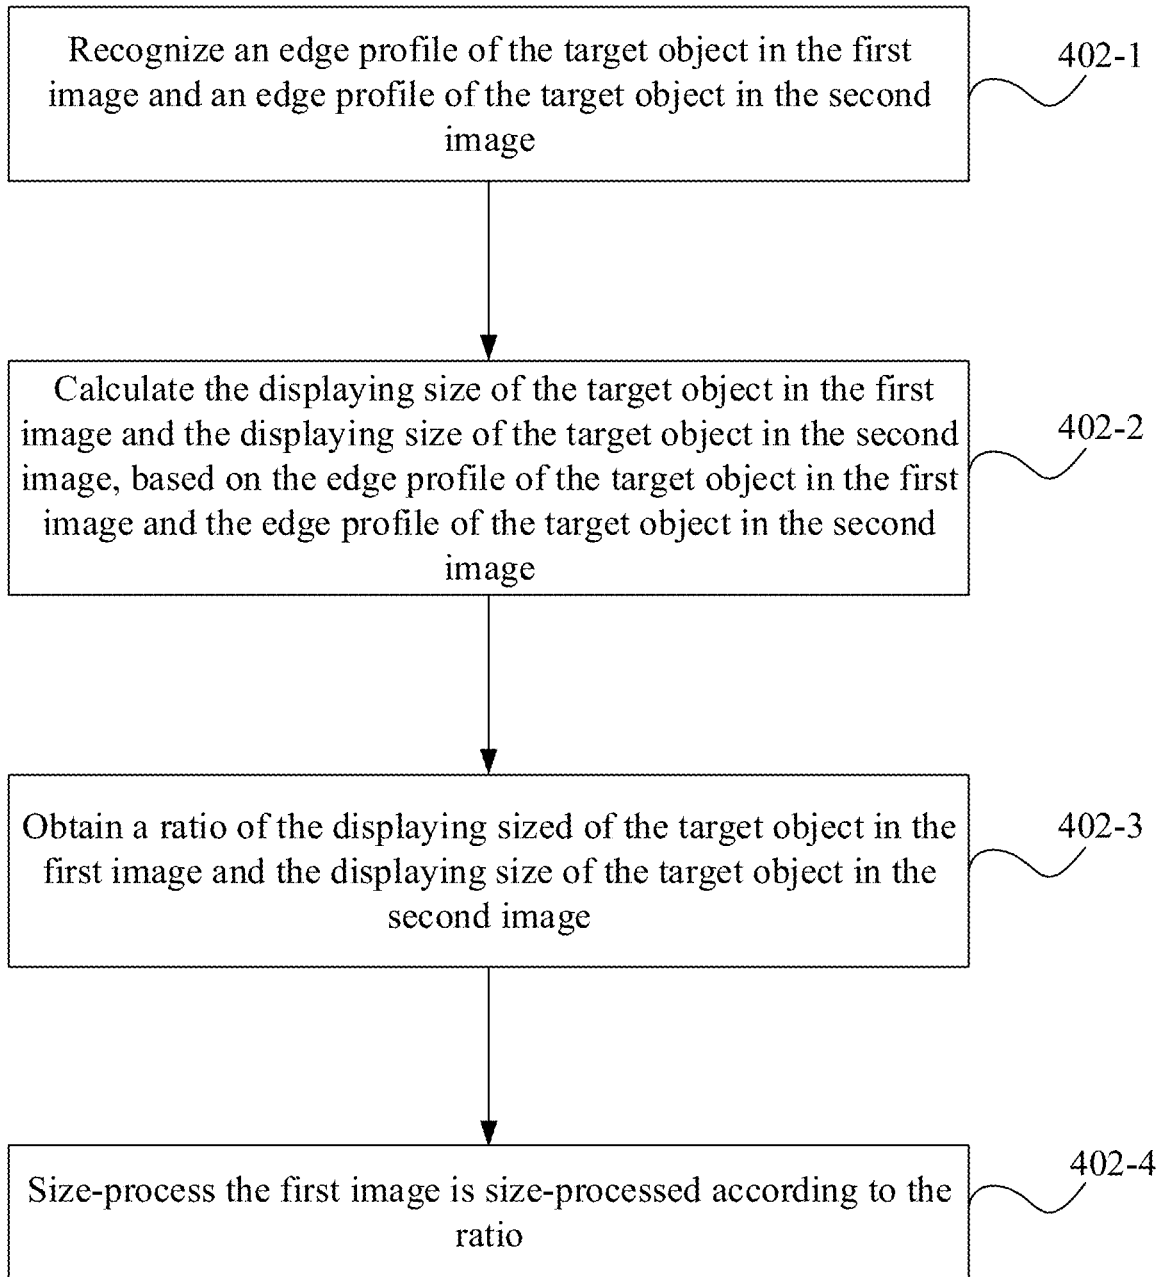 Recognize an edge profile of the target object in the first
image and an edge profile of the target object in the second
image
402-1
Calculate the displaying size of the target object in the first
image and the displaying size of the target object in the second
image, based on the edge profile of the target object in the first
image and the edge profile of the target object in the second
image
402-2
Obtain a ratio of the displaying sized of the target object in the
first image and the displaying size of the target object in the
second image
402-3
Size-process the first image is size-processed according to the
ratio
402-4